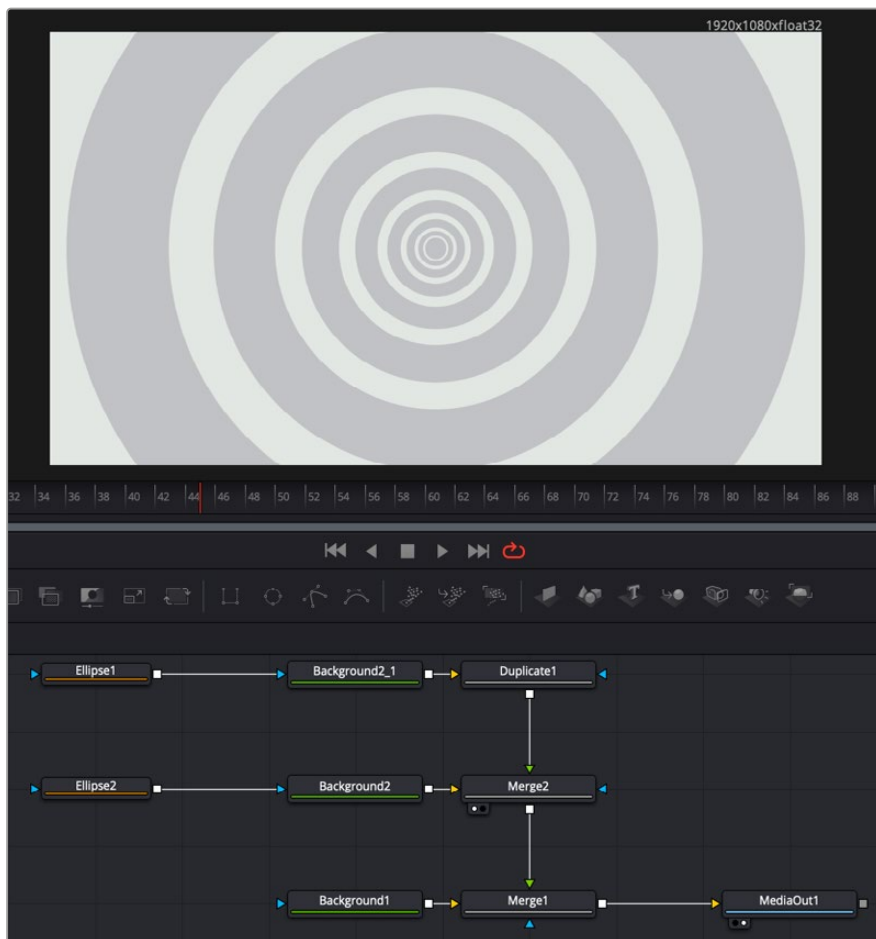 1920x1080xfloat32
32 34 36 38 40 42 44 46 48 50 52 54 56 58 60 62 64 66 68 70 72 74 76 78 80 82 84 86 88
T
Ellipse1 Background2_1 Duplicate1
Ellipse2 Background2 Merge2
Background1 Merge1 MediaOut1